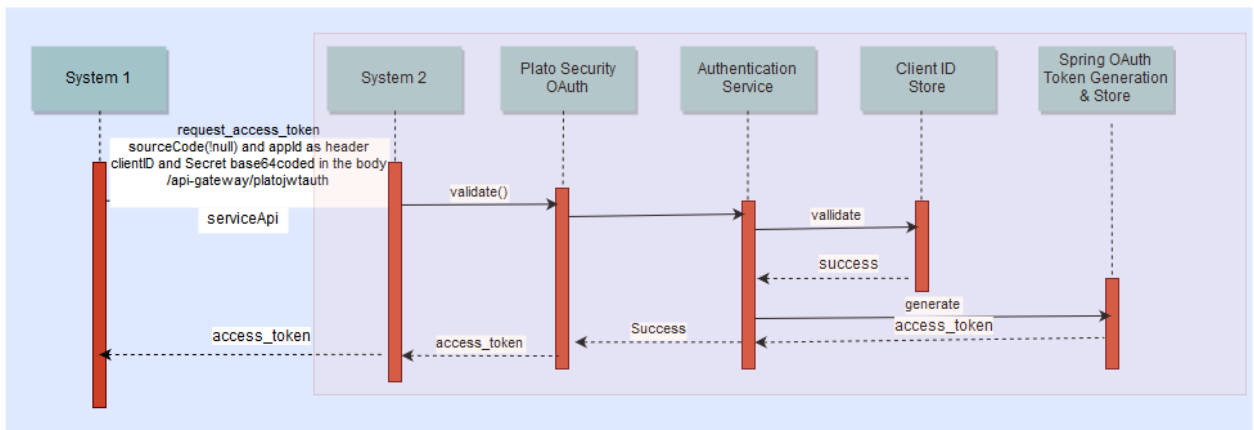 System 1
System 2
Plato Security
OAuth
Authentication
Service
Client ID
Store
Spring OAuth
Token Generation
& Store
request_access_token
sourceCode(!null) and appId as header
clientID and Secret base64coded in the body
/api-gateway/platojwtauth
serviceApi
validate()
vallidate
success
generate
access_token
Success
access_token
access_token